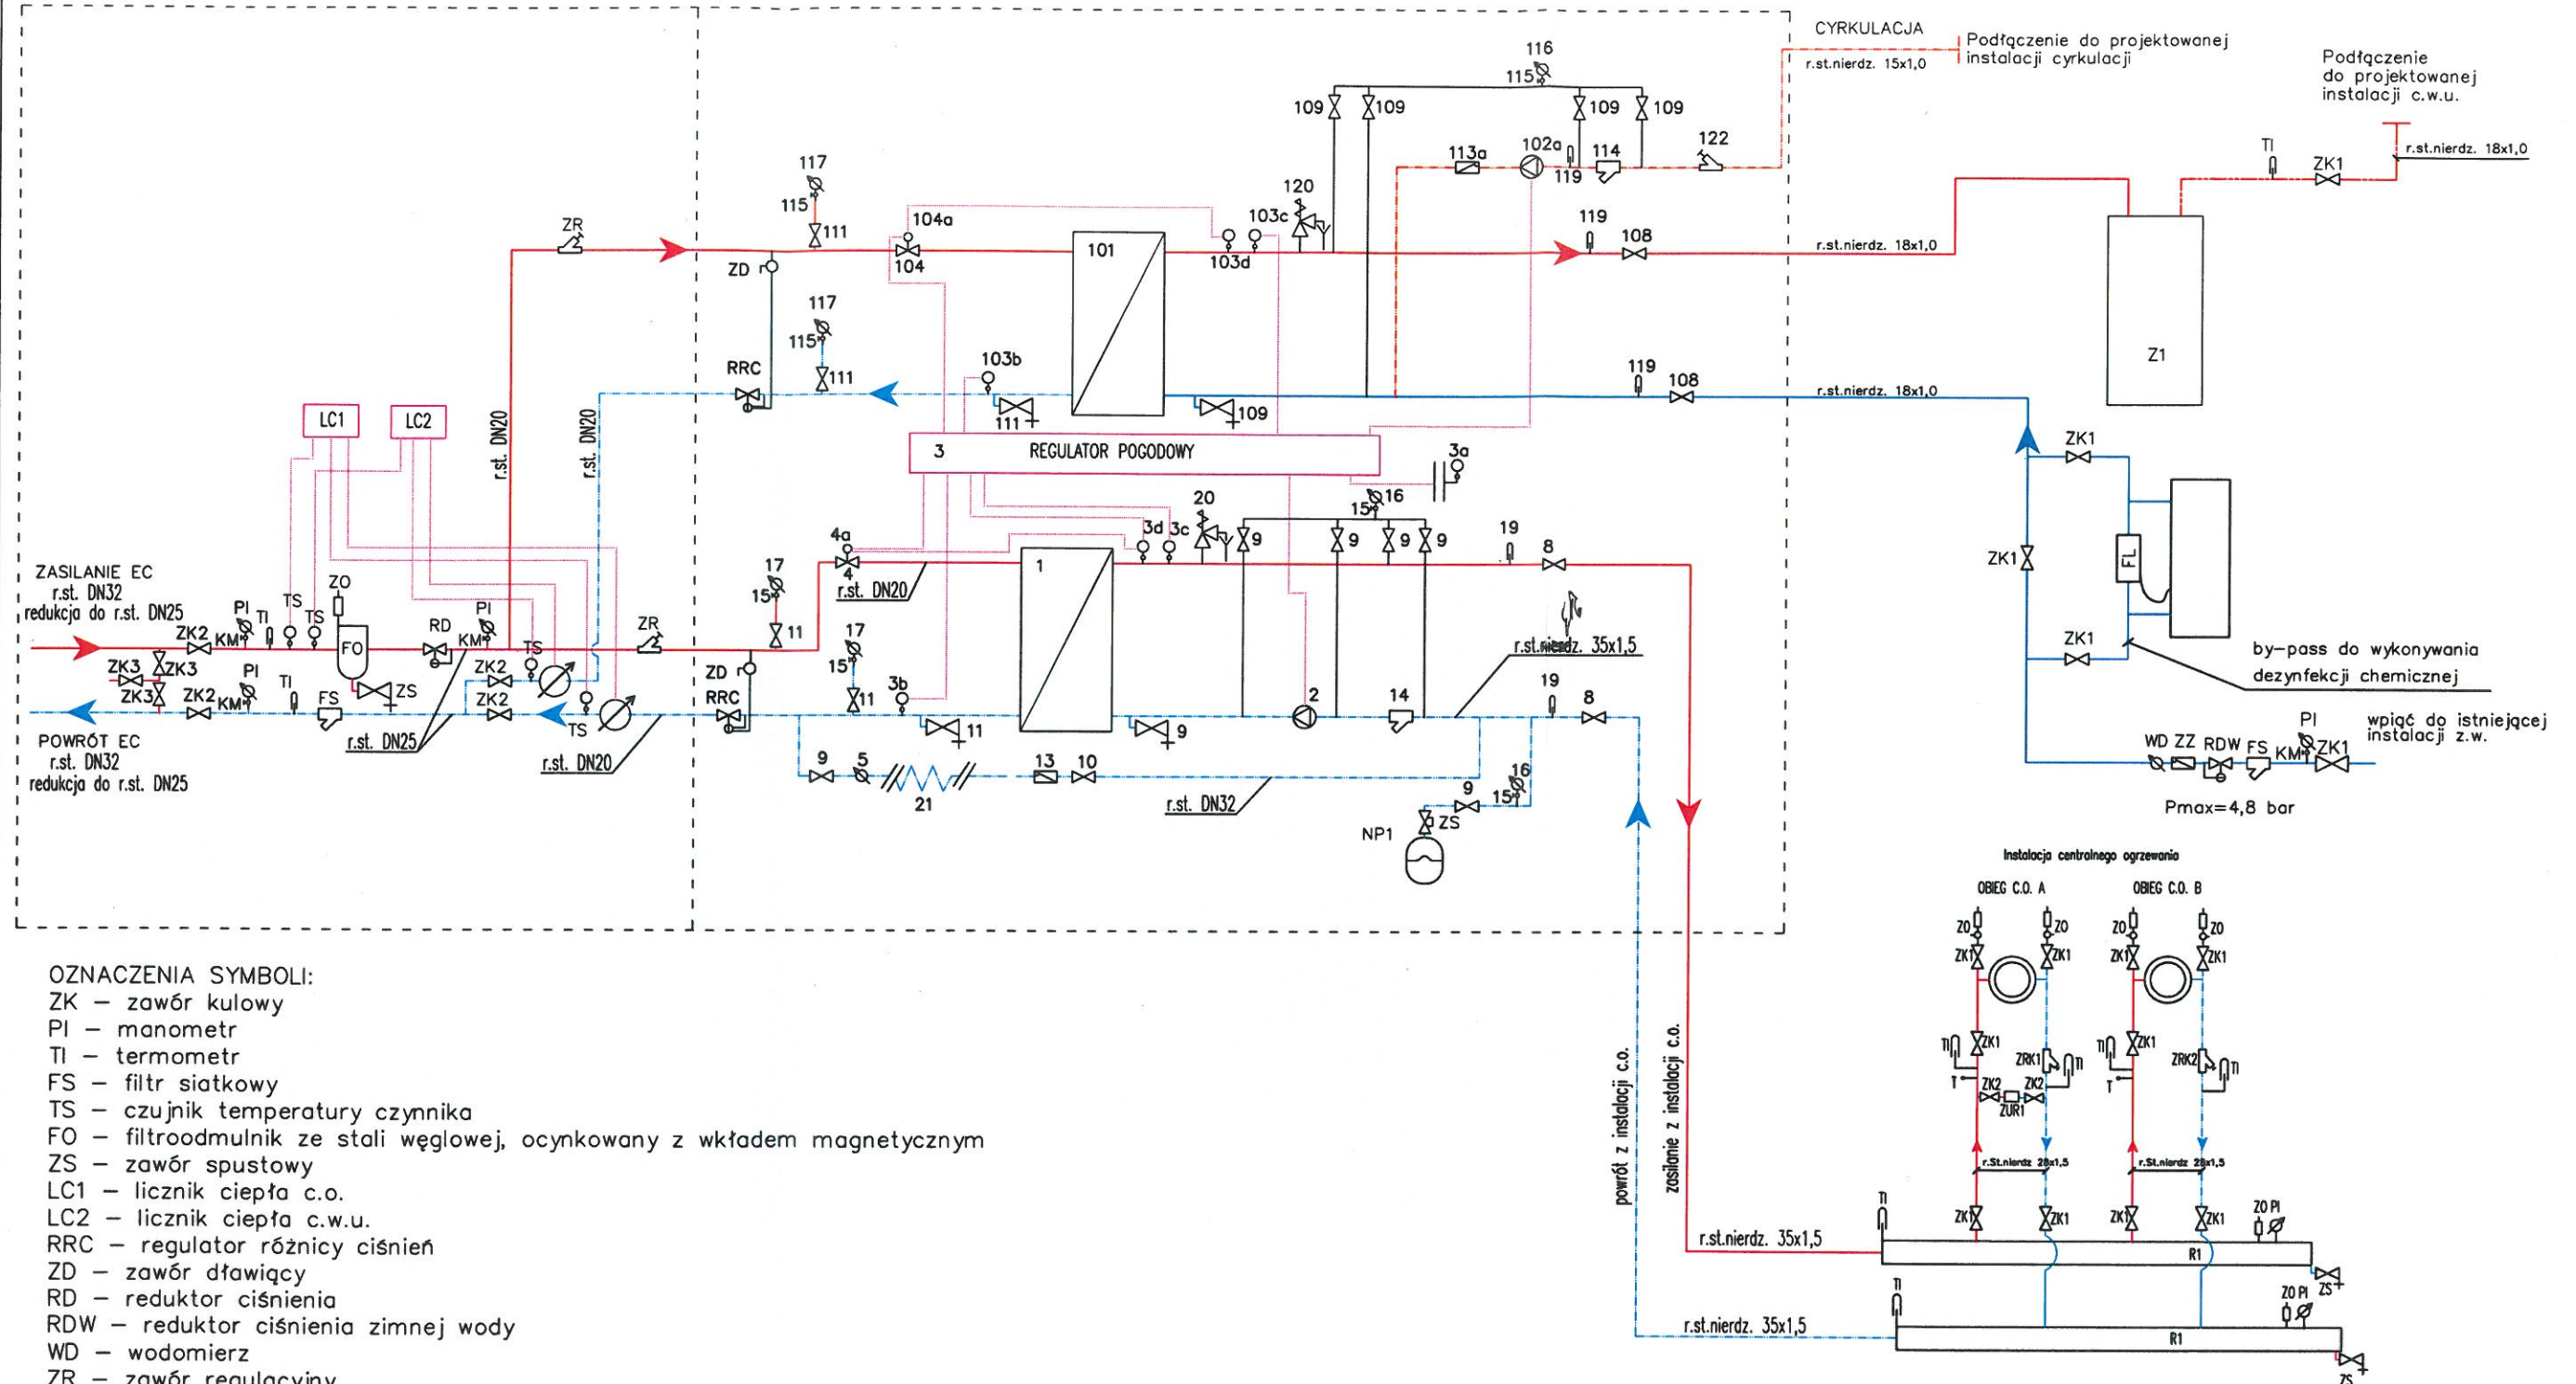 CYRKULACJA
r.st.nierdz. 15x1,0
Podłączenie do projektowanej
instalacji cyrkulacji
Podłączenie
do projektowanej
instalacji c.w.u.
r.st.nierdz. 18x1,0
TI
ZK1
116
115
109
109
109
109
113a
102a
119
114
122
117
115
111
ZR
ZD
104a
104
101
103d
103c
120
119
108
r.st.nierdz. 18x1,0
Z1
117
115
111
RRC
103b
111
109
119
108
r.st.nierdz. 18x1,0
LC1
LC2
r.st. DN20
r.st. DN20
3
REGULATOR POGODOWY
3a
ZK1
ZK1
FL
ZK1
by-pass do wykonywania
dezynfekcji chemicznej
4a
4
r.st. DN20
1
3d
3c
20
9
9
9
9
15
16
19
8
ZASILANIE EC
r.st. DN32
redukcja do r.st. DN25
ZK2
KM
PI
TI
TS
TS
ZO
FO
ZS
RD
KM
PI
TS
ZR
17
15
11
ZK3
ZK3
ZK3
ZK2
KM
PI
TI
FS
ZK2
ZK2
TS
r.st. DN25
r.st. DN20
ZD
RRC
17
15
11
3b
11
9
2
14
r.st.nierdz. 35x1,5
19
8
POWRÓT EC
r.st. DN32
redukcja do r.st. DN25
9
5
21
13
10
r.st. DN32
9
15
16
NP1
ZS
WD
ZZ
RDW
FS
KM
PI
ZK1
wpiąć do istniejącej
instalacji z.w.
Pmax=4,8 bar
Instalacja centralnego ogrzewania
OBIEG C.O. A
OBIEG C.O. B
ZO
ZO
ZO
ZO
ZK1
ZK1
ZK1
ZK1
TI
ZK1
ZRK1
TI
TI
ZK1
ZRK2
TI
T
ZK2
ZK2
ZUR1
T
r.St.nierdz 28x1,5
r.St.nierdz 28x1,5
ZK1
ZK1
ZK1
ZK1
TI
ZO
PI
R1
ZS
TI
ZO
PI
R1
ZS
r.st.nierdz. 35x1,5
r.st.nierdz. 35x1,5
powrót z instalacji c.o.
zasilanie z instalacji c.o.
OZNACZENIA SYMBOLI:
ZK – zawór kulowy
PI – manometr
TI – termometr
FS – filtr siatkowy
TS – czujnik temperatury czynnika
FO – filtroodmulnik ze stali węglowej, ocynkowany z wkładem magnetycznym
ZS – zawór spustowy
LC1 – licznik ciepła c.o.
LC2 – licznik ciepła c.w.u.
RRC – regulator różnicy ciśnień
ZD – zawór dławiący
RD – reduktor ciśnienia
RDW – reduktor ciśnienia zimnej wody
WD – wodomierz
ZR – zawór regulacyjny